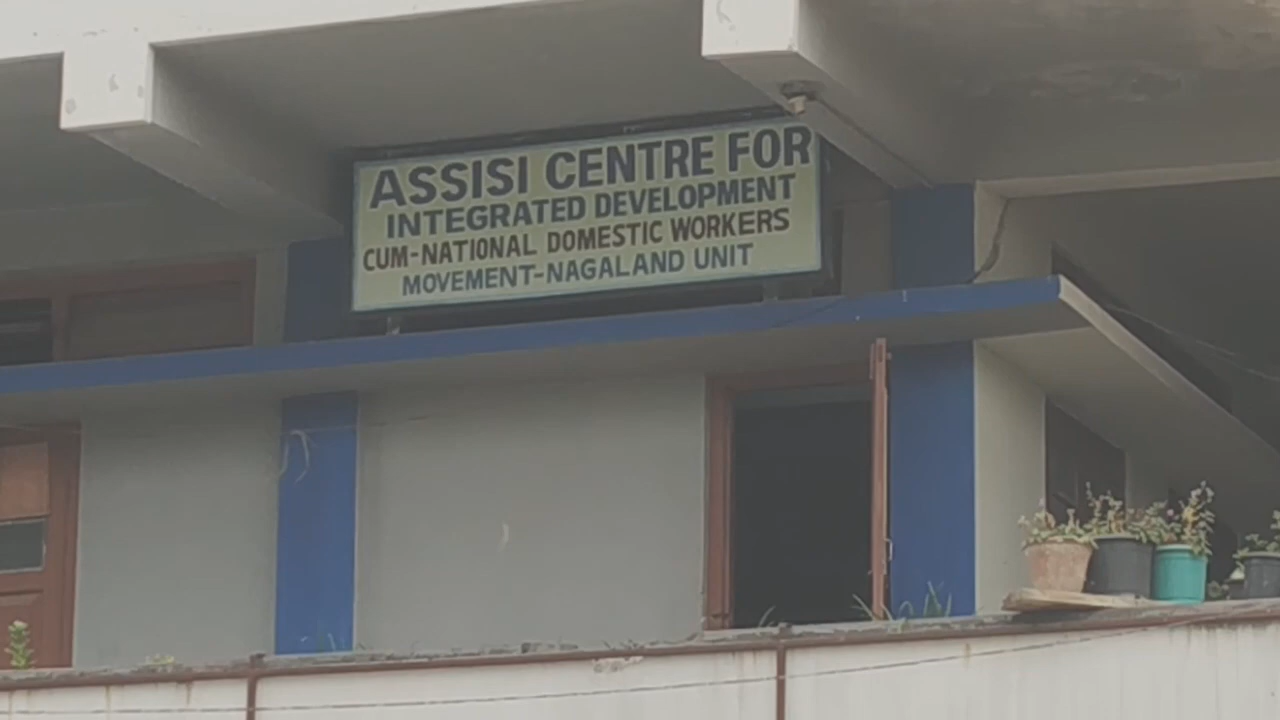 ASSISI CENTRE FOR
INTEGRATED DEVELOPMENT
CUM-NATIONAL DOMESTIC WORKERS
MOVEMENT-NAGALAND UNIT